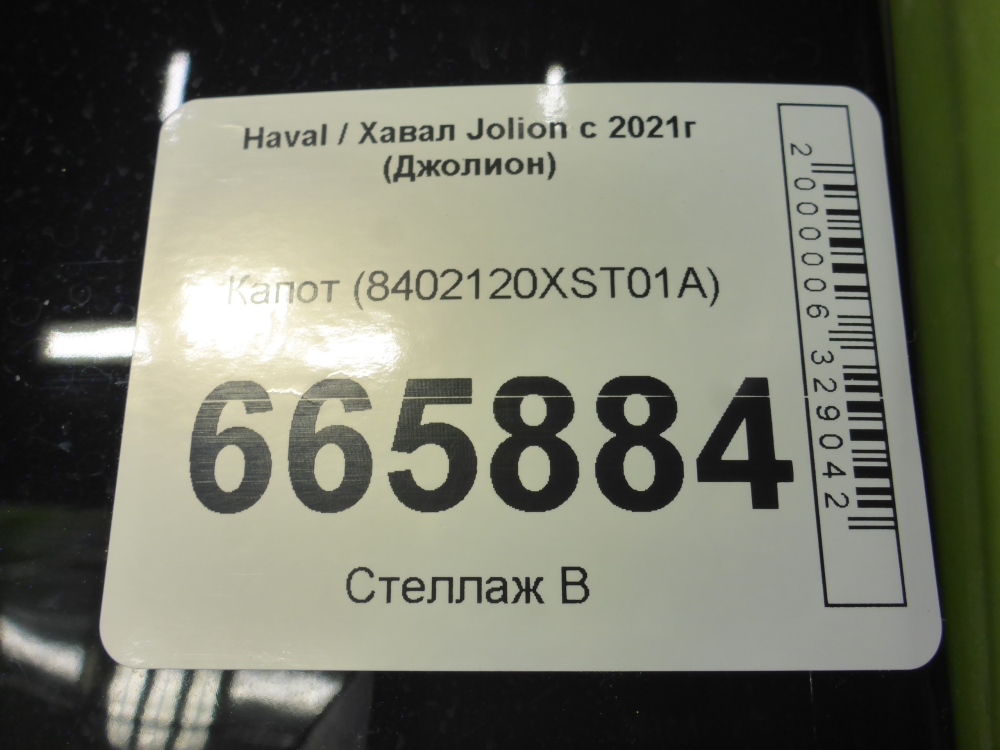 Haval / Хавал Jolion с 2021г
(Джолион)
Капот (8402120XST01A)
665884
Стеллаж В
2000006329042